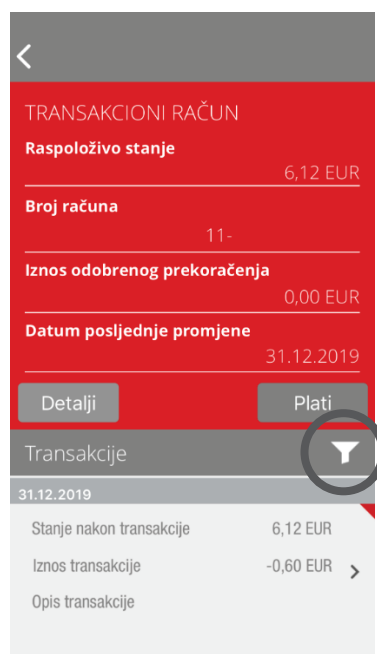 TRANSAKCIONI RAČUN
Raspoloživo stanje
6,12 EUR
Broj računa
11-
Iznos odobrenog prekoračenja
0,00 EUR
Datum posljednje promjene
31.12.2019
Detalji Plati
Transakcije
31.12.2019
Stanje nakon transakcije 6,12 EUR
Iznos transakcije -0,60 EUR
Opis transakcije